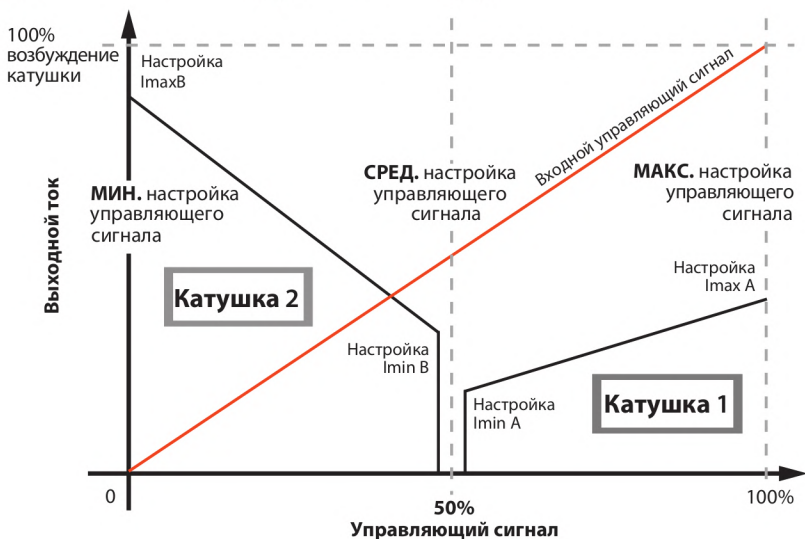 100%
возбуждение
катушки
Настройка
ImaxB
Входной управляющий сигнал
МИН. настройка
управляющего
сигнала
СРЕД. настройка
управляющего
сигнала
МАКС. настройка
управляющего
сигнала
Выходной ток
Катушка 2
Настройка
Imax A
Настройка
Imin B
Настройка
Imin A
Катушка 1
0
50%
100%
Управляющий сигнал